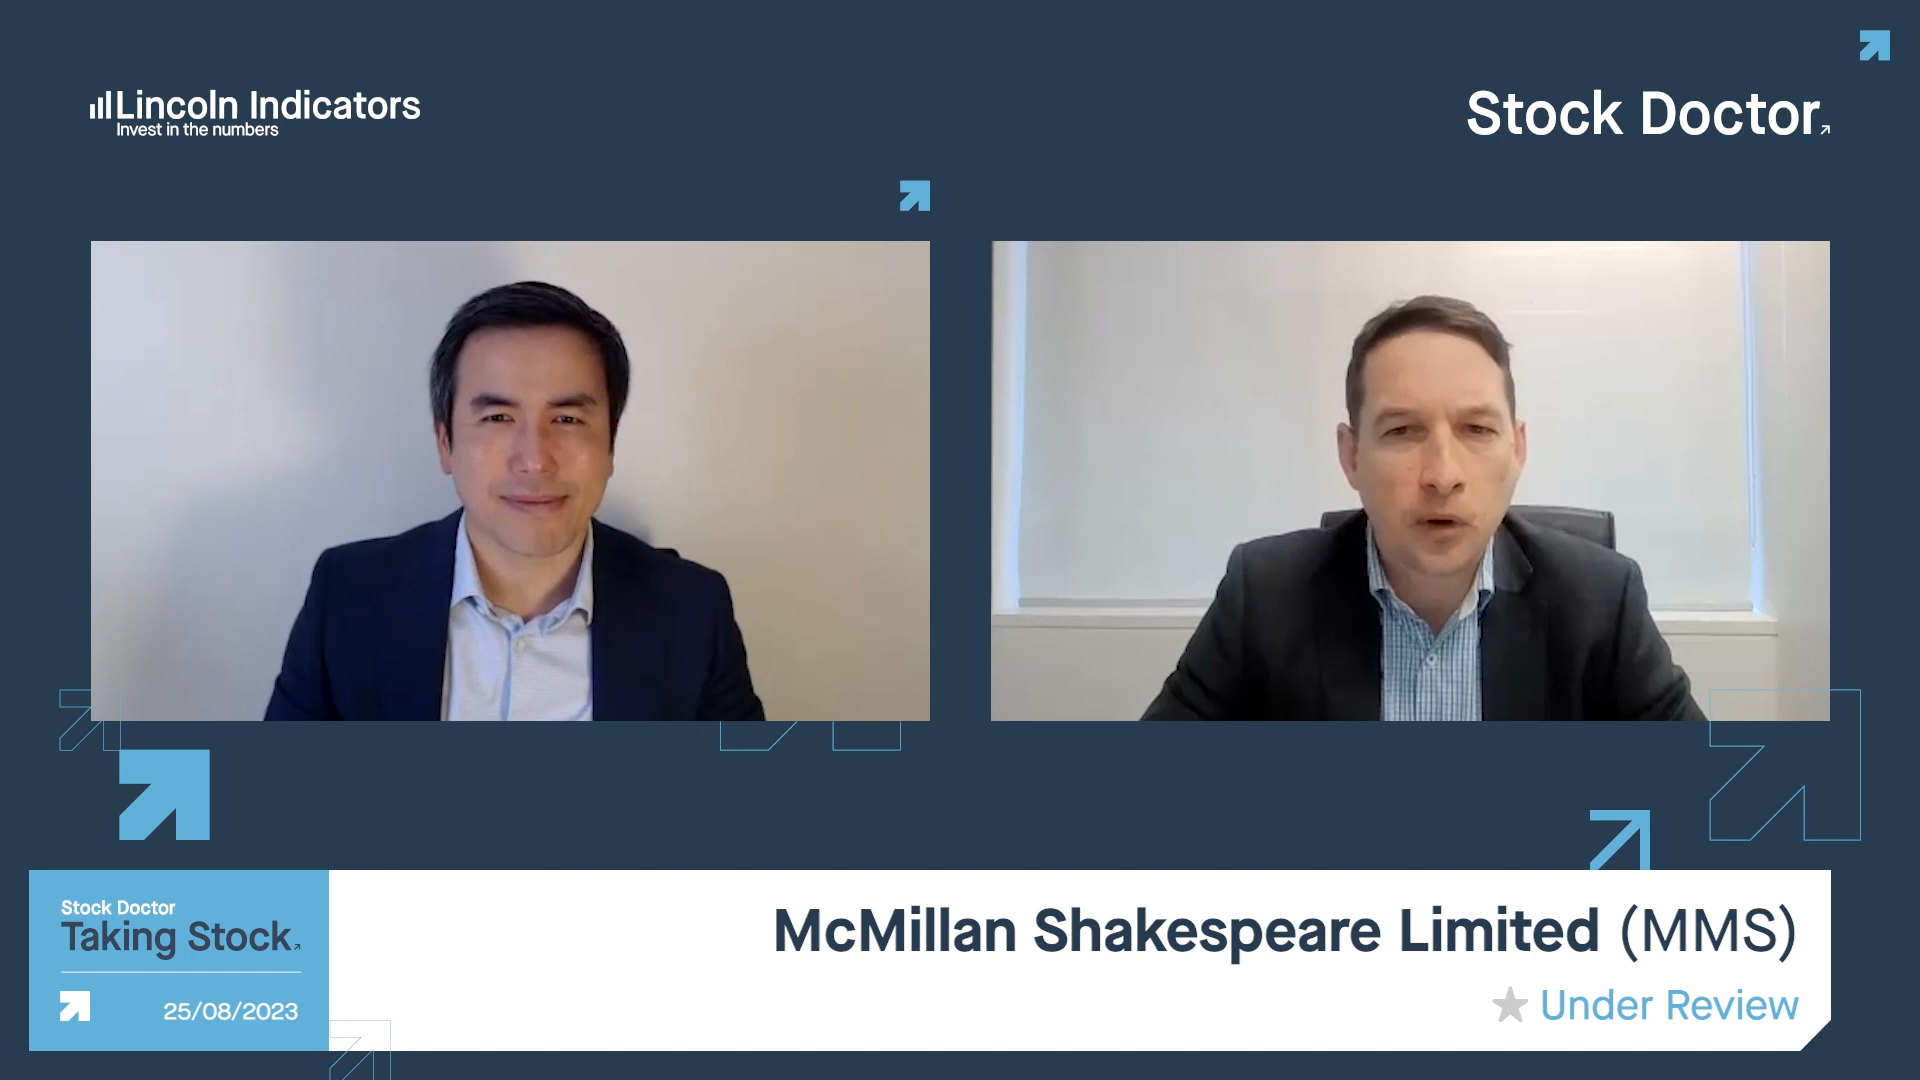 Lincoln Indicators
Invest in the numbers
Stock Doctor
McMillan Shakespeare Limited (MMS)
Under Review
Stock Doctor
Taking Stock
25/08/2023